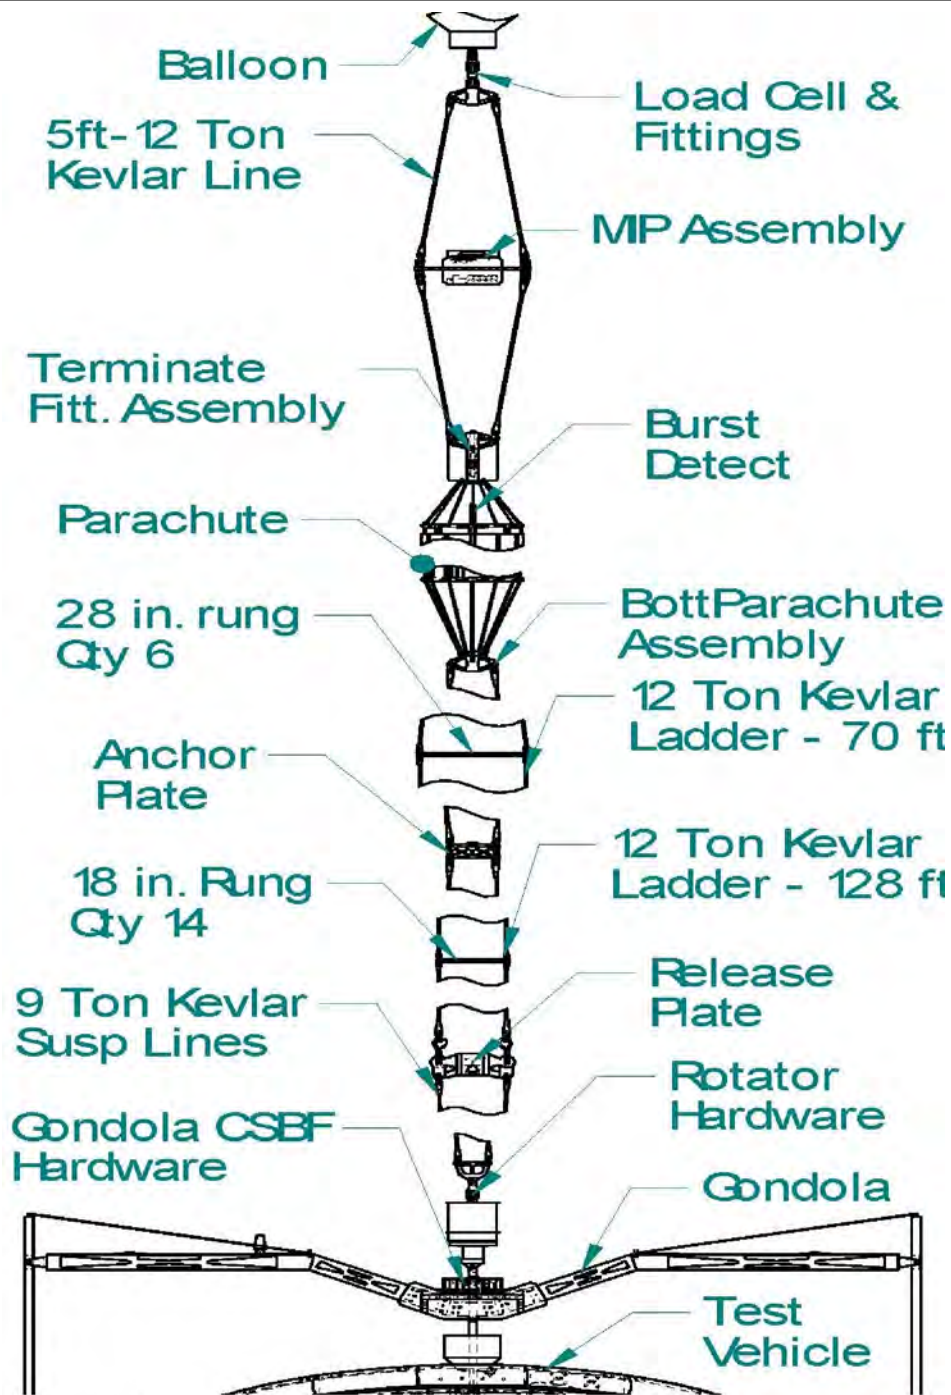 Balloon
Load Cell &
Fittings
5ft-12 Ton
Kevlar Line
MIP Assembly
Terminate
Fitt. Assembly
Burst
Detect
Parachute
28 in. rung
Qty 6
BottParachute
Assembly
12 Ton Kevlar
Ladder - 70 ft
Anchor
Plate
12 Ton Kevlar
Ladder - 128 ft
18 in. Rung
Qty 14
Release
Plate
9 Ton Kevlar
Susp Lines
Rotator
Hardware
Gondola CSBF
Hardware
Gondola
Test
Vehicle